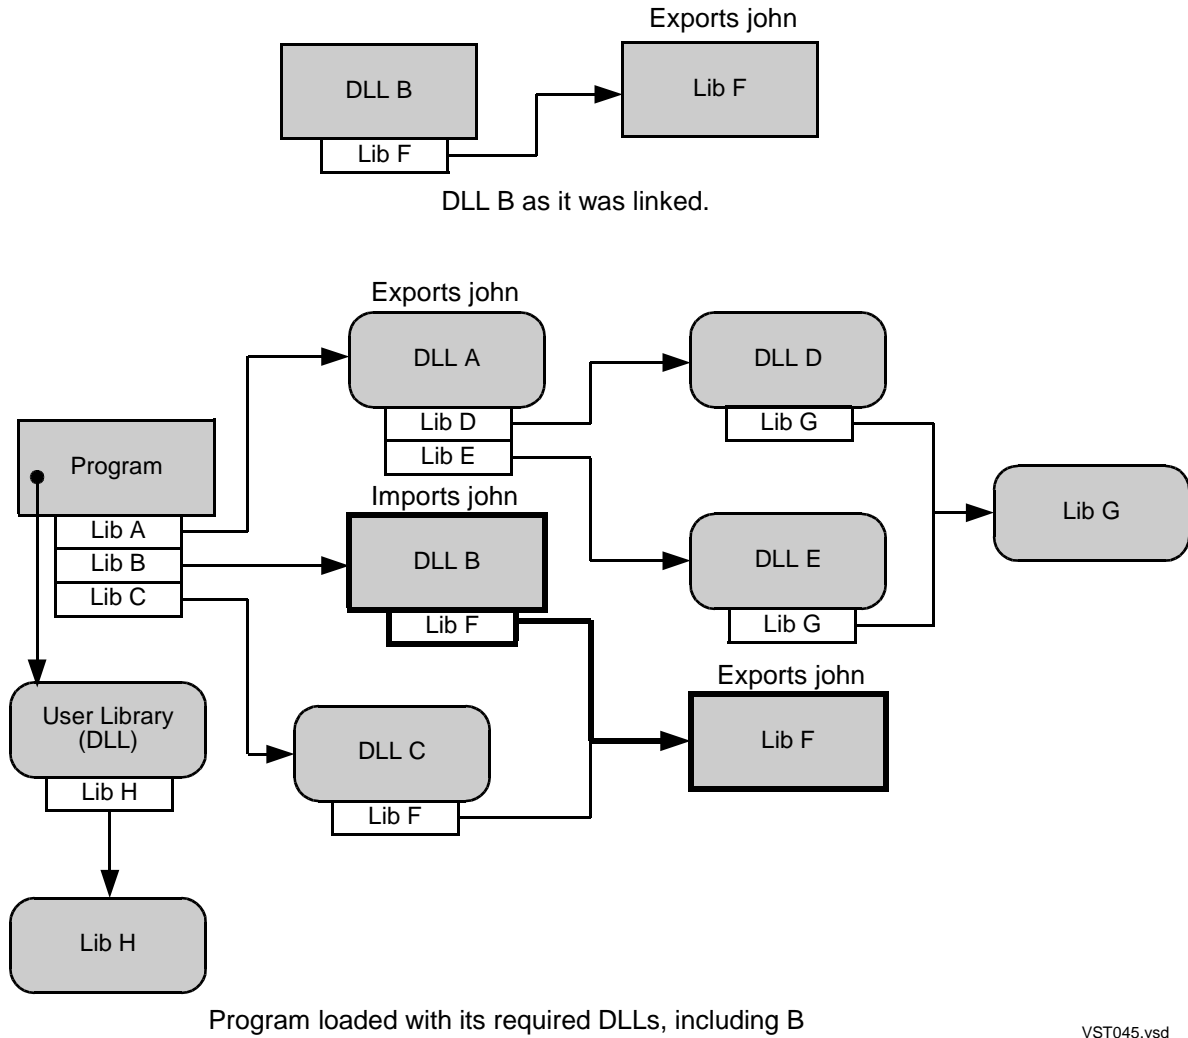 Exports john
DLL B
Lib F
Lib F
DLL B as it was linked.
Exports john
DLL A
DLL D
Lib D
Lib G
Lib E
Program
Imports john
Lib G
Lib A
Lib B
Lib C
DLL B
DLL E
Lib F
Lib G
Exports john
User Library
(DLL)
Lib F
DLL C
Lib H
Lib F
Lib H
Program loaded with its required DLLs, including B
VST045.vsd